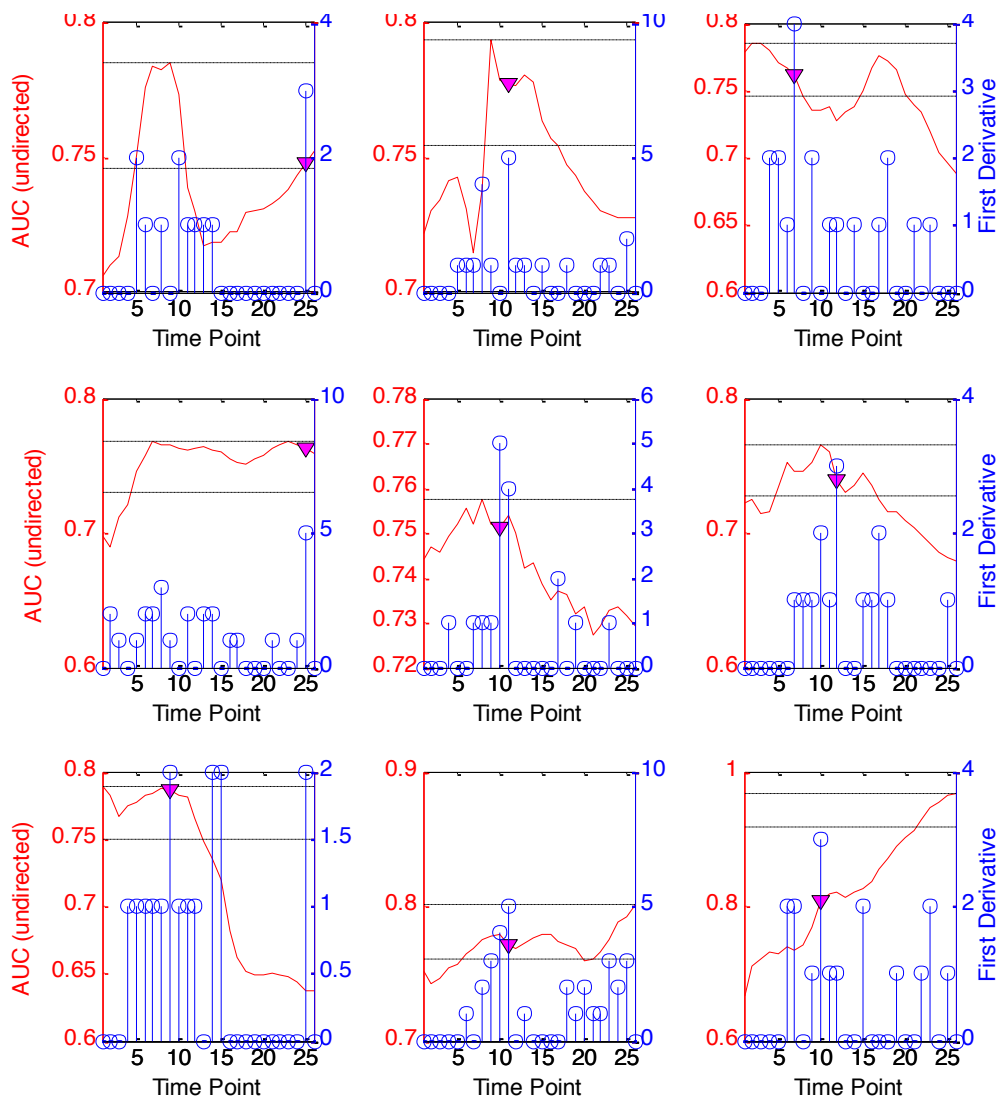 0.8 4 0.8 10 0.8 4
3 0.75 3
AUC (undirected) 0.75 2 0.75 5 0.7 2 First Derivative
1 0.65 1
0.7 0 0.7 0 0.6 0
5 10 15 20 25 5 10 15 20 25 5 10 15 20 25
Time Point Time Point Time Point
0.8 10 0.78 6 0.8 4
0.77 5
0.76 4
AUC (undirected) 0.7 5 0.75 3 0.7 2 First Derivative
0.74 2
0.73 1
0.6 0 0.72 0 0.6 0
5 10 15 20 25 5 10 15 20 25 5 10 15 20 25
Time Point Time Point Time Point
0.8 2 0.9 10 1 4
0.75 1.5 0.9
AUC (undirected) 0.7 1 0.8 5 0.8 2 First Derivative
0.65 0.5 0.7
0.6 0 0.7 0 0.6 0
5 10 15 20 25 5 10 15 20 25 5 10 15 20 25
Time Point Time Point Time Point